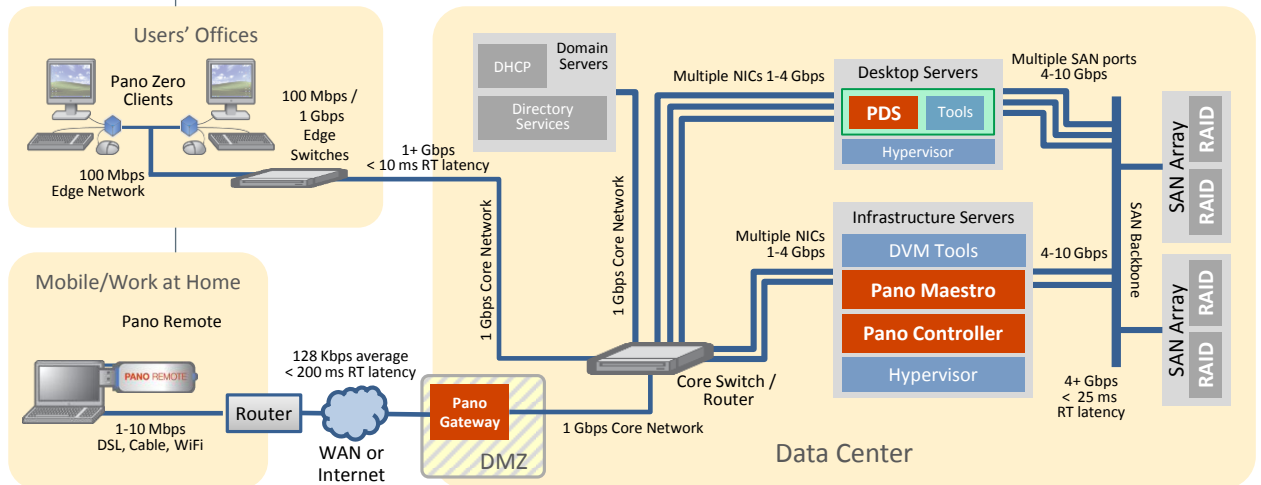 Users' Offices
Pano Zero
Clients
100 Mbps /
1 Gbps
Edge
Switches
100 Mbps
Edge Network
1+ Gbps
< 10 ms RT latency
1 Gbps Core Network
Mobile/Work at Home
Pano Remote
PANO REMOTE
1-10 Mbps
DSL, Cable, WiFi
Router
128 Kbps average
< 200 ms RT latency
WAN or
Internet
Pano
Gateway
DMZ
1 Gbps Core Network
Data Center
Domain
Servers
DHCP
Directory
Services
1 Gbps Core Network
Core Switch /
Router
Multiple NICs 1-4 Gbps
Desktop Servers
PDS
Tools
Hypervisor
Multiple SAN ports
4-10 Gbps
Multiple NICs
1-4 Gbps
Infrastructure Servers
DVM Tools
Pano Maestro
Pano Controller
Hypervisor
4-10 Gbps
SAN Backbone
4+ Gbps
< 25 ms
RT latency
SAN Array
RAID
RAID
SAN Array
RAID
RAID